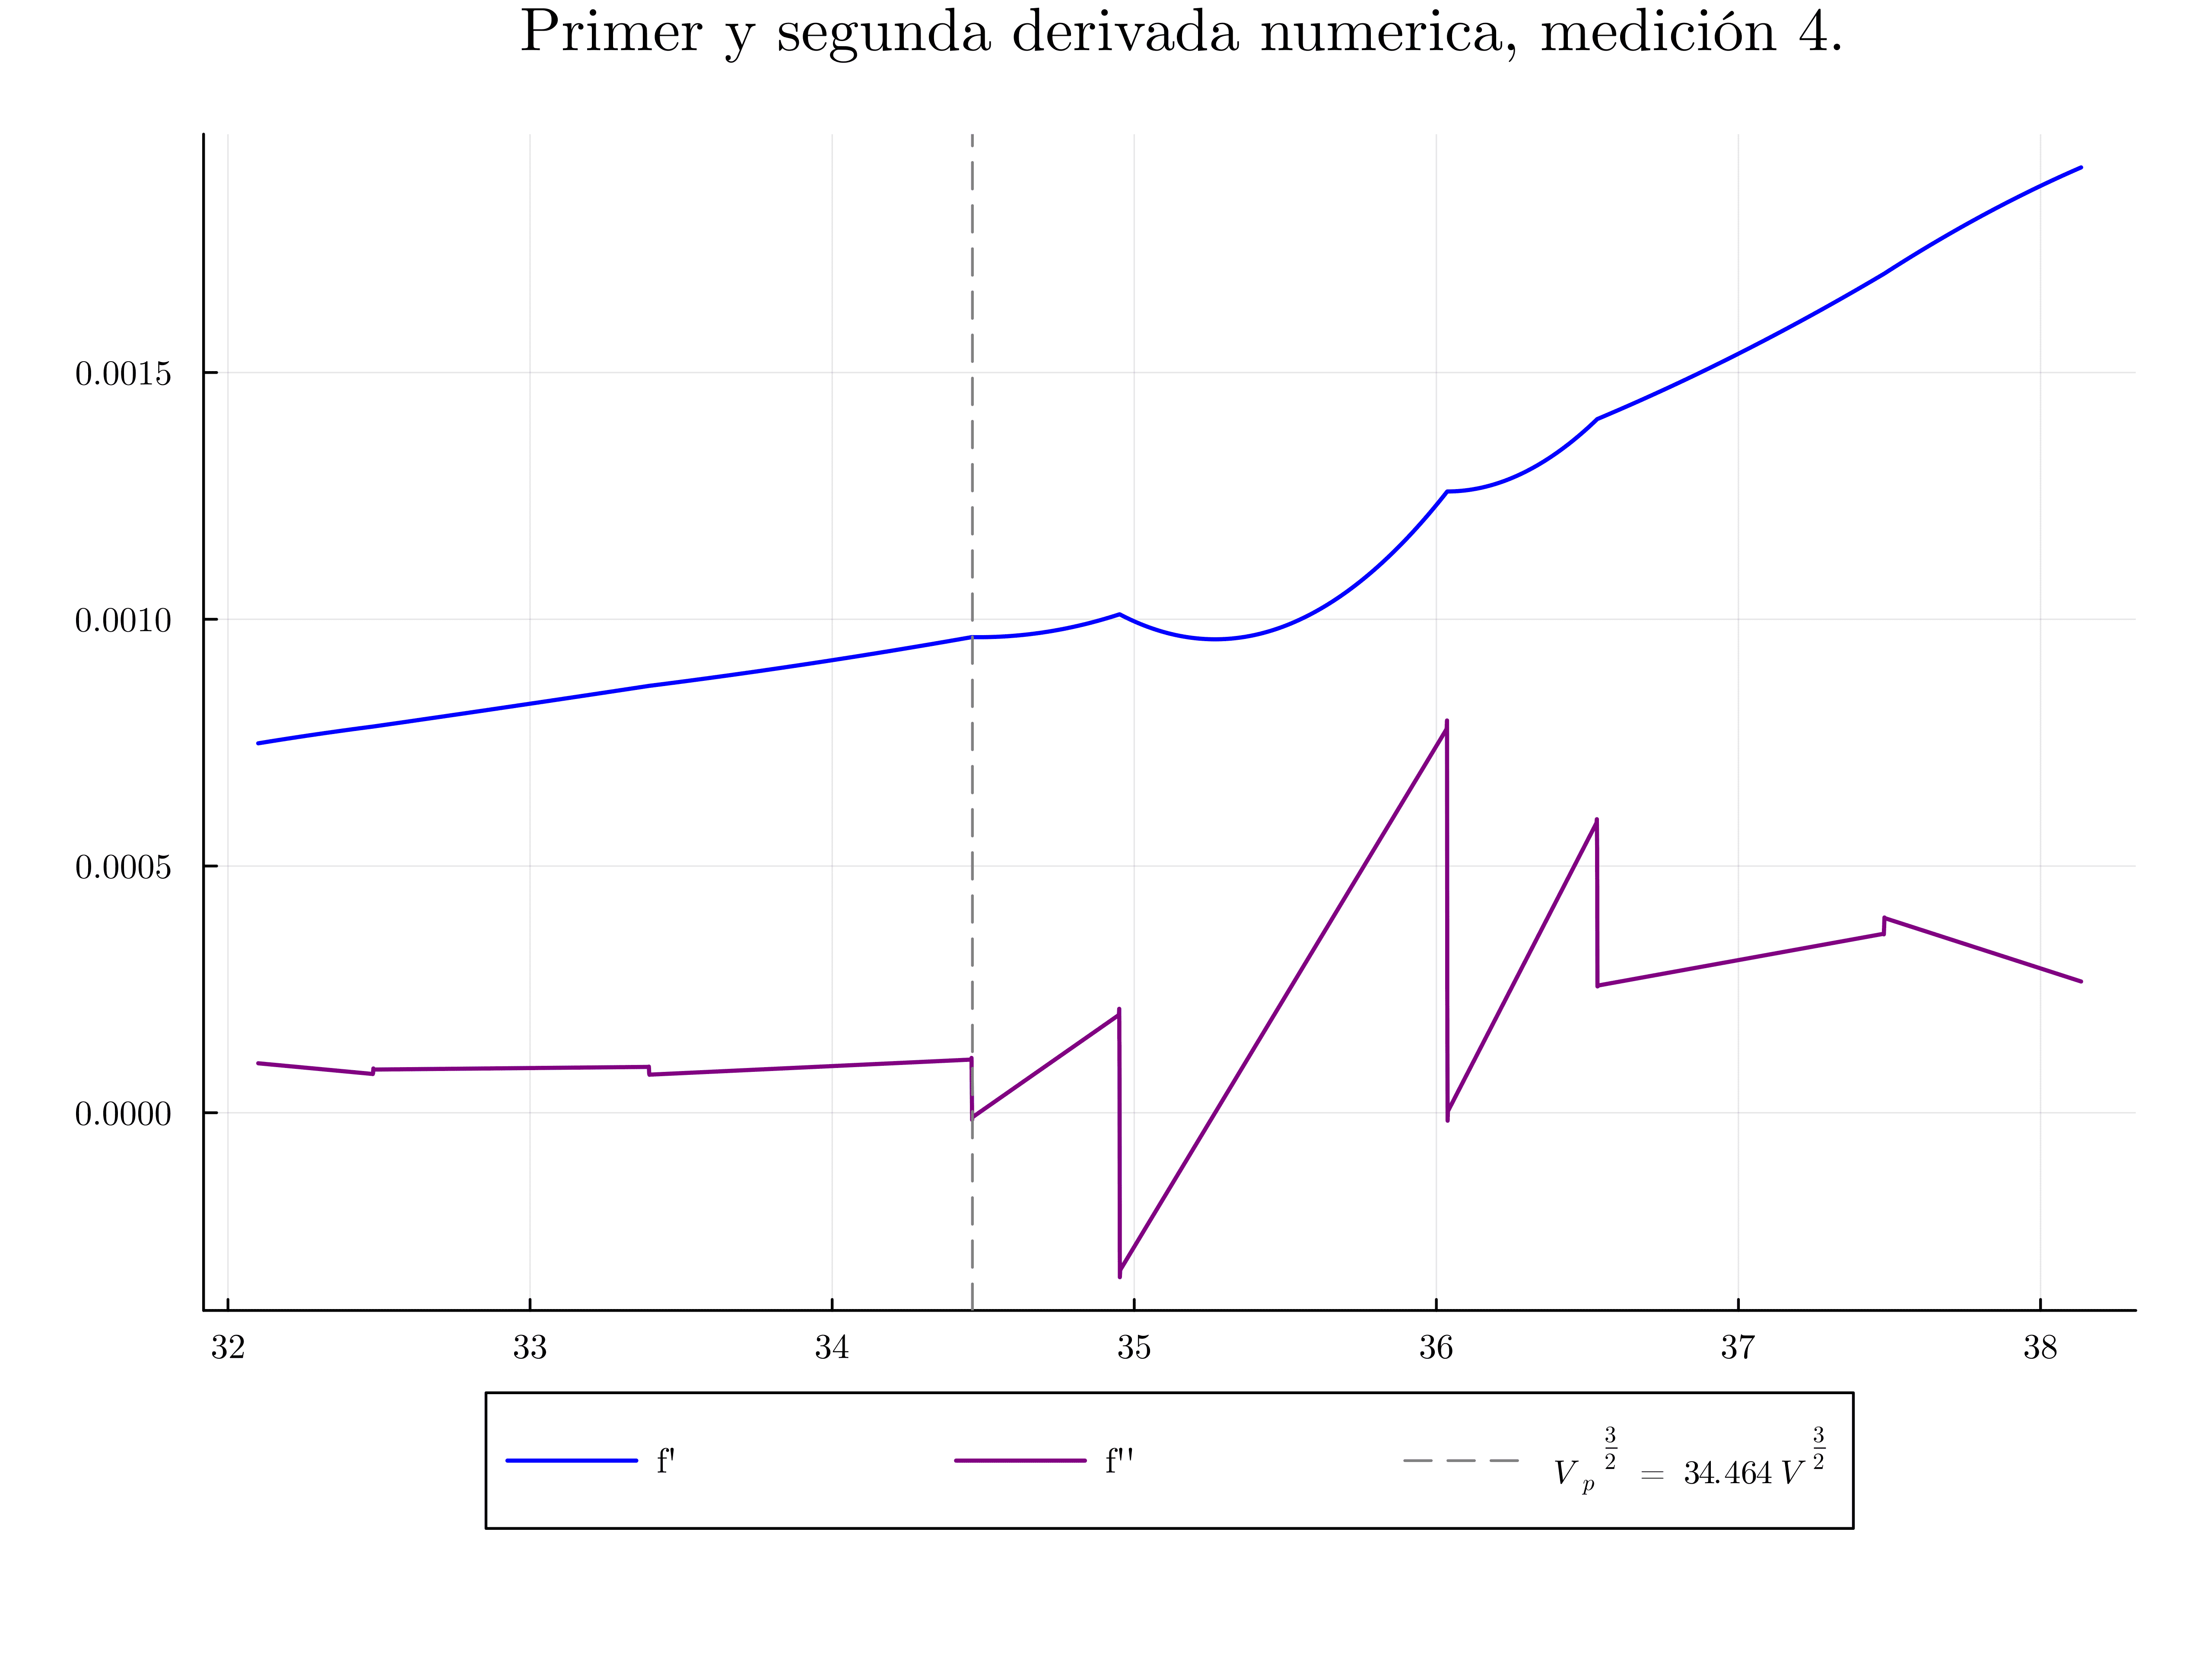 Primer y segunda derivada numerica, medición 4.
0.0015
0.0010
0.0005
0.0000
32 33 34 35 36 37 38
f' f'' V_p^{3/2} = 34.464 V^{3/2}